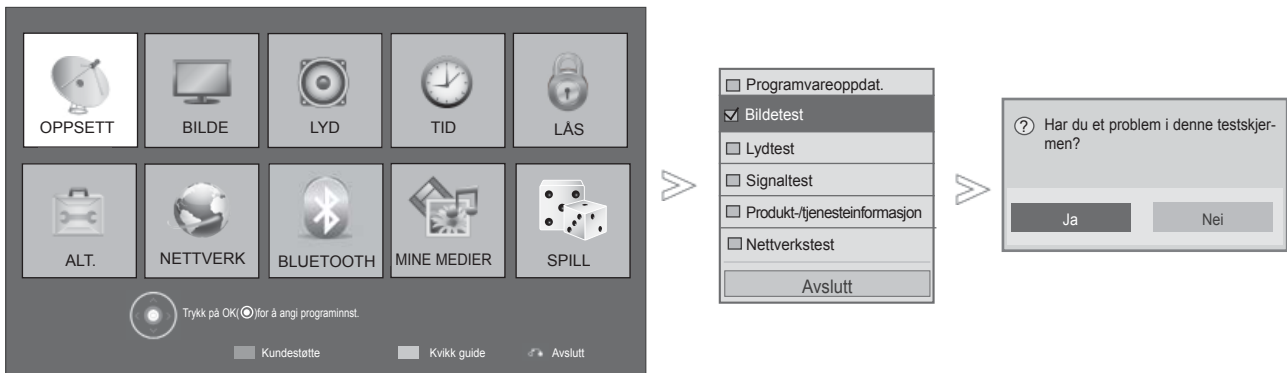 OPPSETT BILDE LYD TID LÅS
ALT. NETTVERK BLUETOOTH MINE MEDIER SPILL
Trykk på OK( )for å angi programinnst.
Kundestøtte Kvikk guide Avslutt
Programvareoppdat.
Bildetest
Lydtest
Signaltest
Produkt-/tjenesteinformasjon
Nettverkstest
Avslutt
? Har du et problem i denne testskjer-
men?
Ja Nei